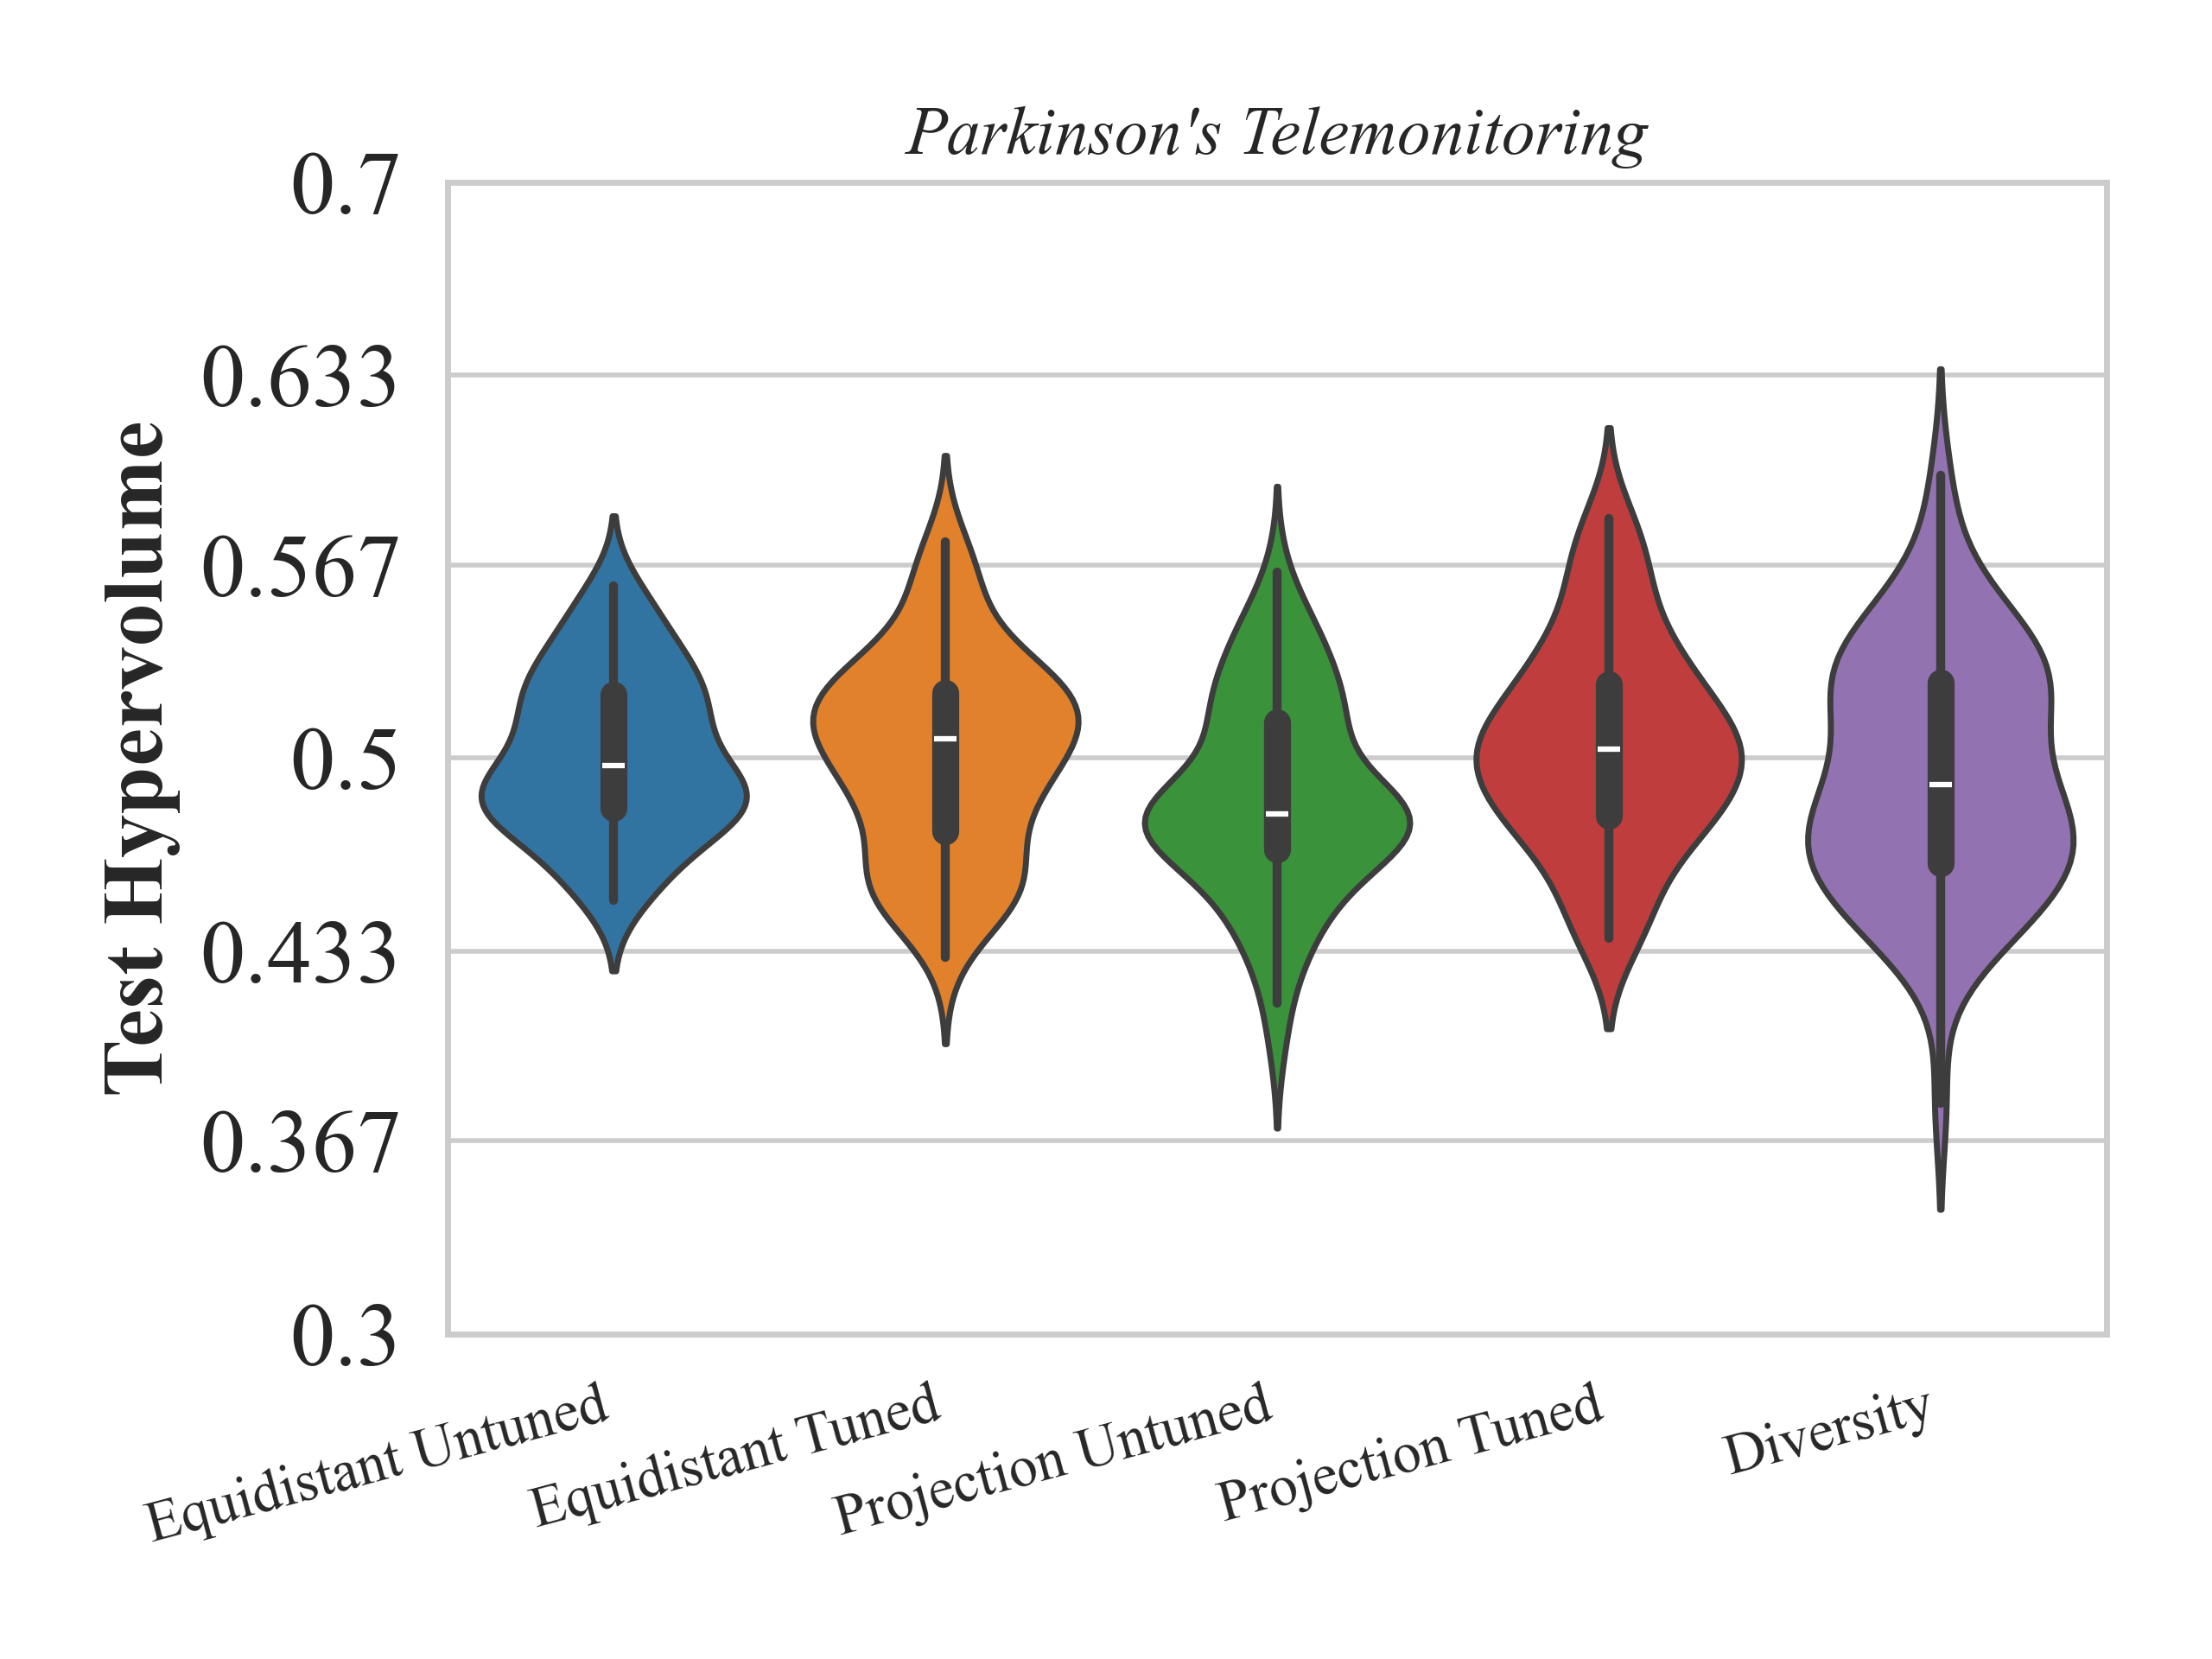 Parkinson's Telemonitoring
Test Hypervolume
0.7
0.633
0.567
0.5
0.433
0.367
0.3
Equidistant Untuned
Equidistant Tuned
Projection Untuned
Projection Tuned
Diversity